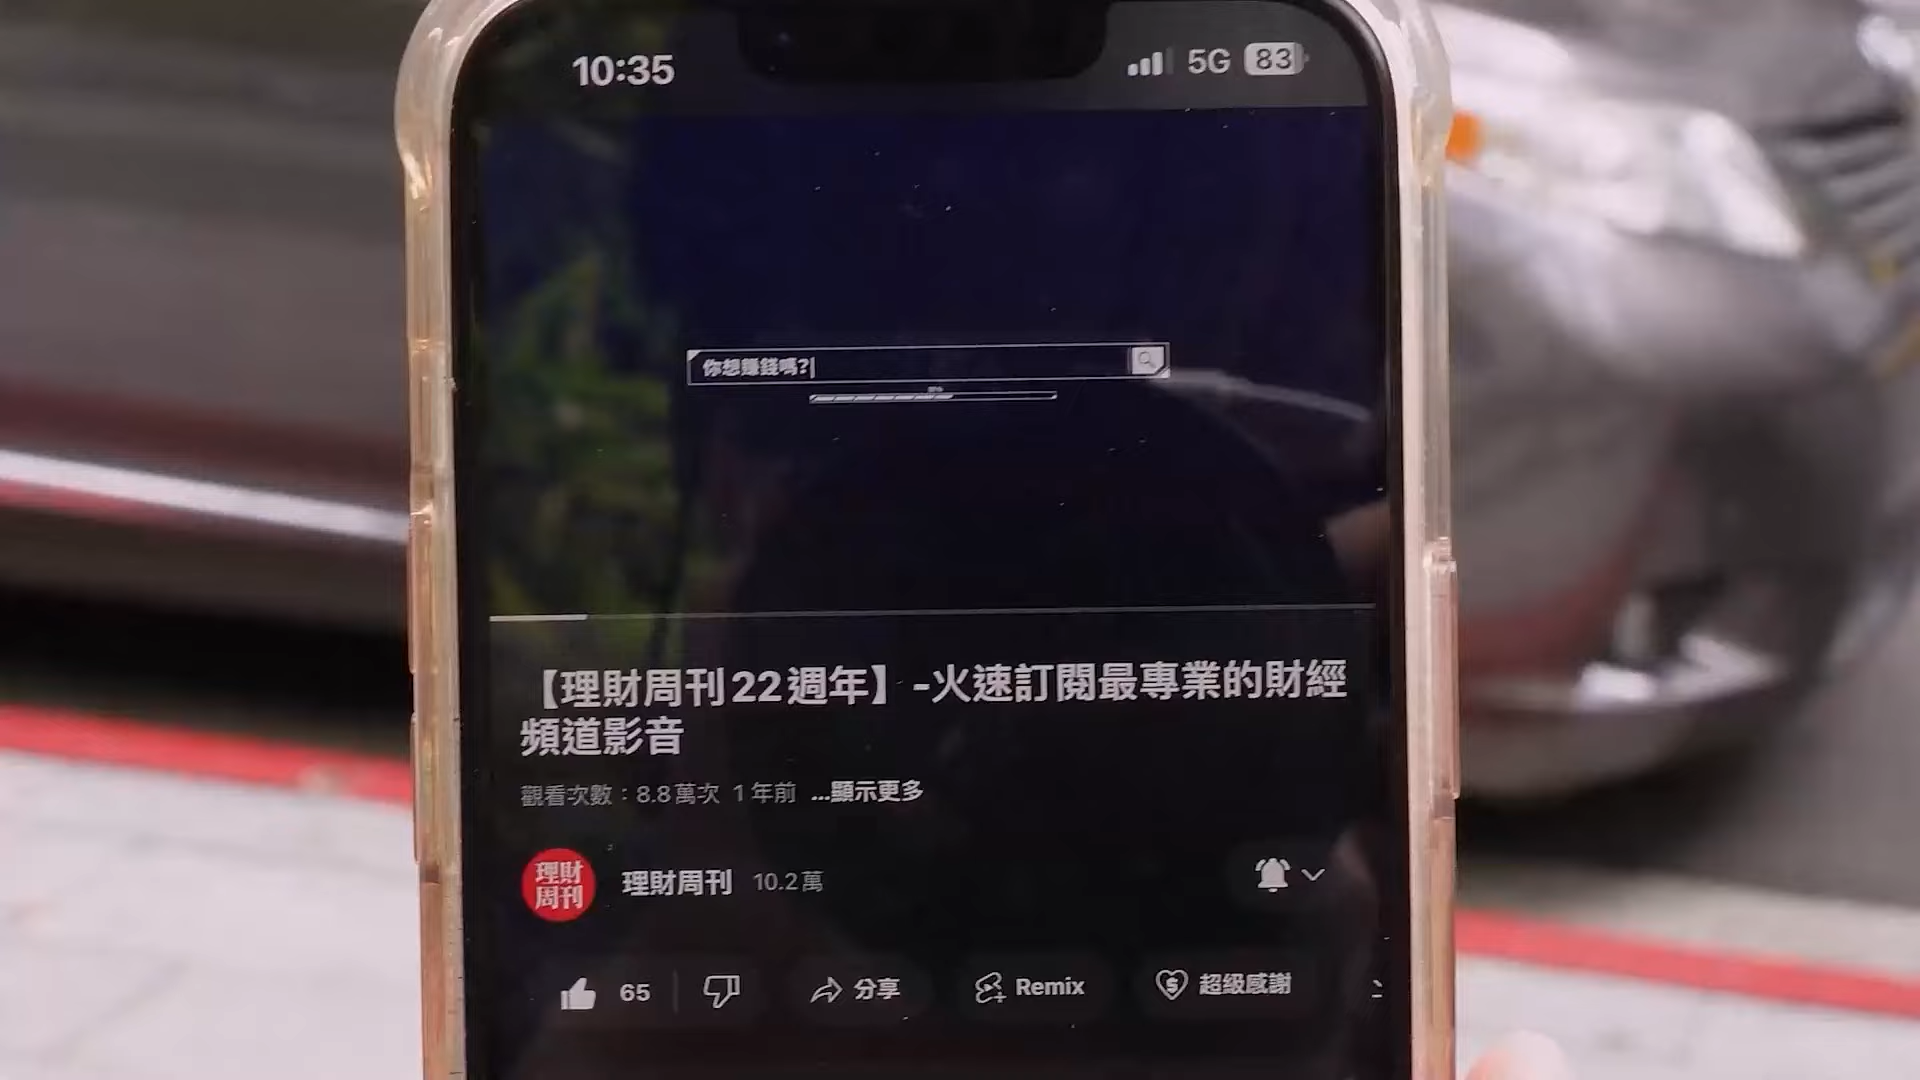 10:35
5G 83
你想賺錢嗎?
【理財周刊22週年】-火速訂閱最專業的財經
頻道影音
觀看次數：8.8萬次 1年前 ...顯示更多
理財
周刊
理財周刊 10.2萬
65
分享
Remix
超級感謝